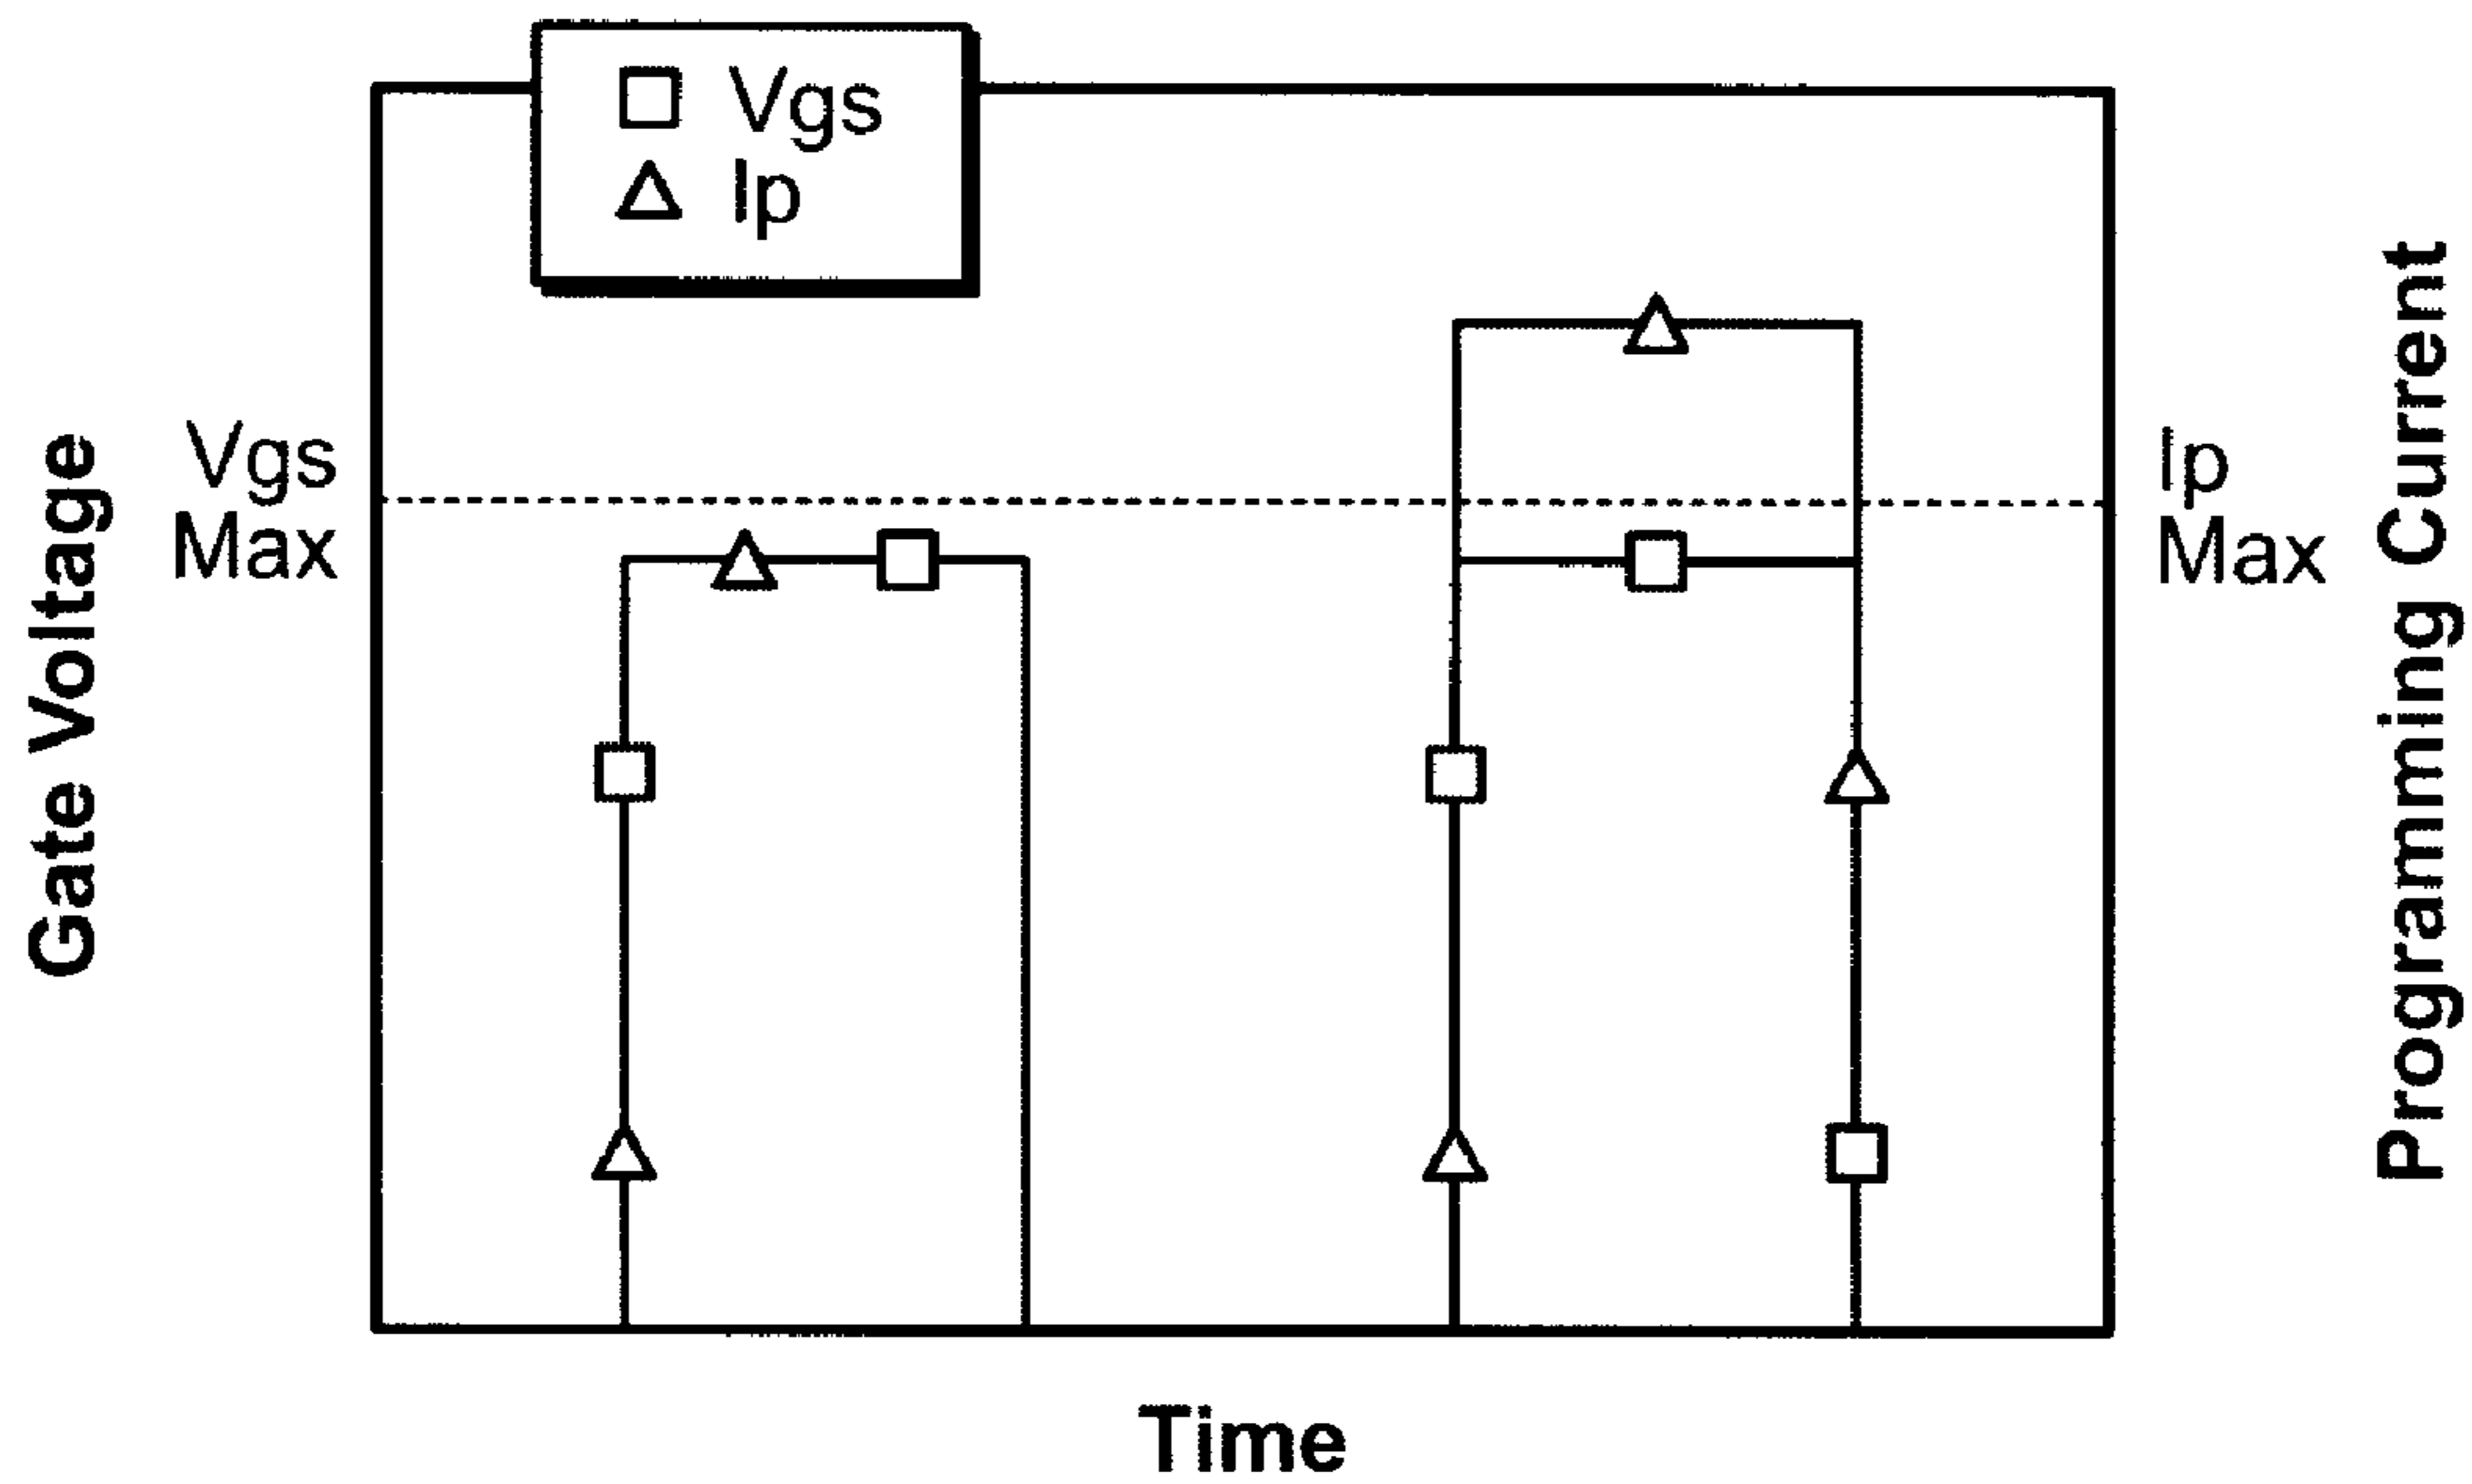 Vgs
Ip
Gate Voltage
Vgs
Max
Ip
Max
Programming Current
Time